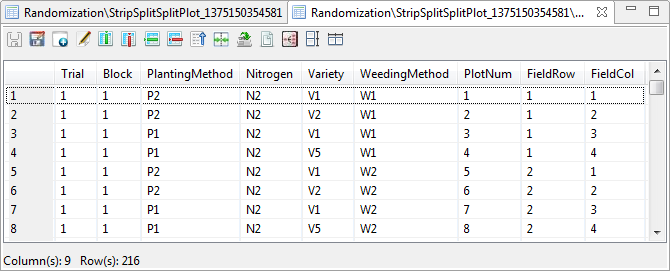 Randomization\StripSplitSplitPlot_1375150354581 Randomization\StripSplitSplitPlot_1375150354581\...
Trial Block PlantingMethod Nitrogen Variety WeedingMethod PlotNum FieldRow FieldCol
1 1 1 P2 N2 V1 W1 1 1 1
2 1 1 P2 N2 V2 W1 2 1 2
3 1 1 P1 N2 V1 W1 3 1 3
4 1 1 P1 N2 V5 W1 4 1 4
5 1 1 P2 N2 V1 W2 5 2 1
6 1 1 P2 N2 V2 W2 6 2 2
7 1 1 P1 N2 V1 W2 7 2 3
8 1 1 P1 N2 V5 W2 8 2 4
Column(s): 9 Row(s): 216